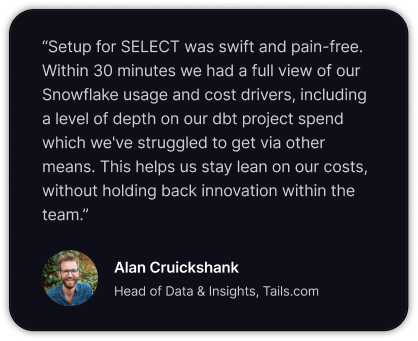 “Setup for SELECT was swift and pain-free.
Within 30 minutes we had a full view of our
Snowflake usage and cost drivers, including
a level of depth on our dbt project spend
which we've struggled to get via other
means. This helps us stay lean on our costs,
without holding back innovation within the
team.”
Alan Cruickshank
Head of Data & Insights, Tails.com